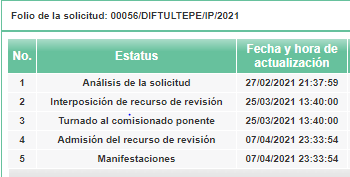 Folio de la solicitud: 00056/DIFTULTEPE/IP/2021
No. Estatus Fecha y hora de
actualización
1 Análisis de la solicitud 27/02/2021 21:37:59
2 Interposición de recurso de revisión 25/03/2021 13:40:00
3 Turnado al comisionado ponente 25/03/2021 13:40:00
4 Admisión del recurso de revisión 07/04/2021 23:33:54
5 Manifestaciones 07/04/2021 23:33:54